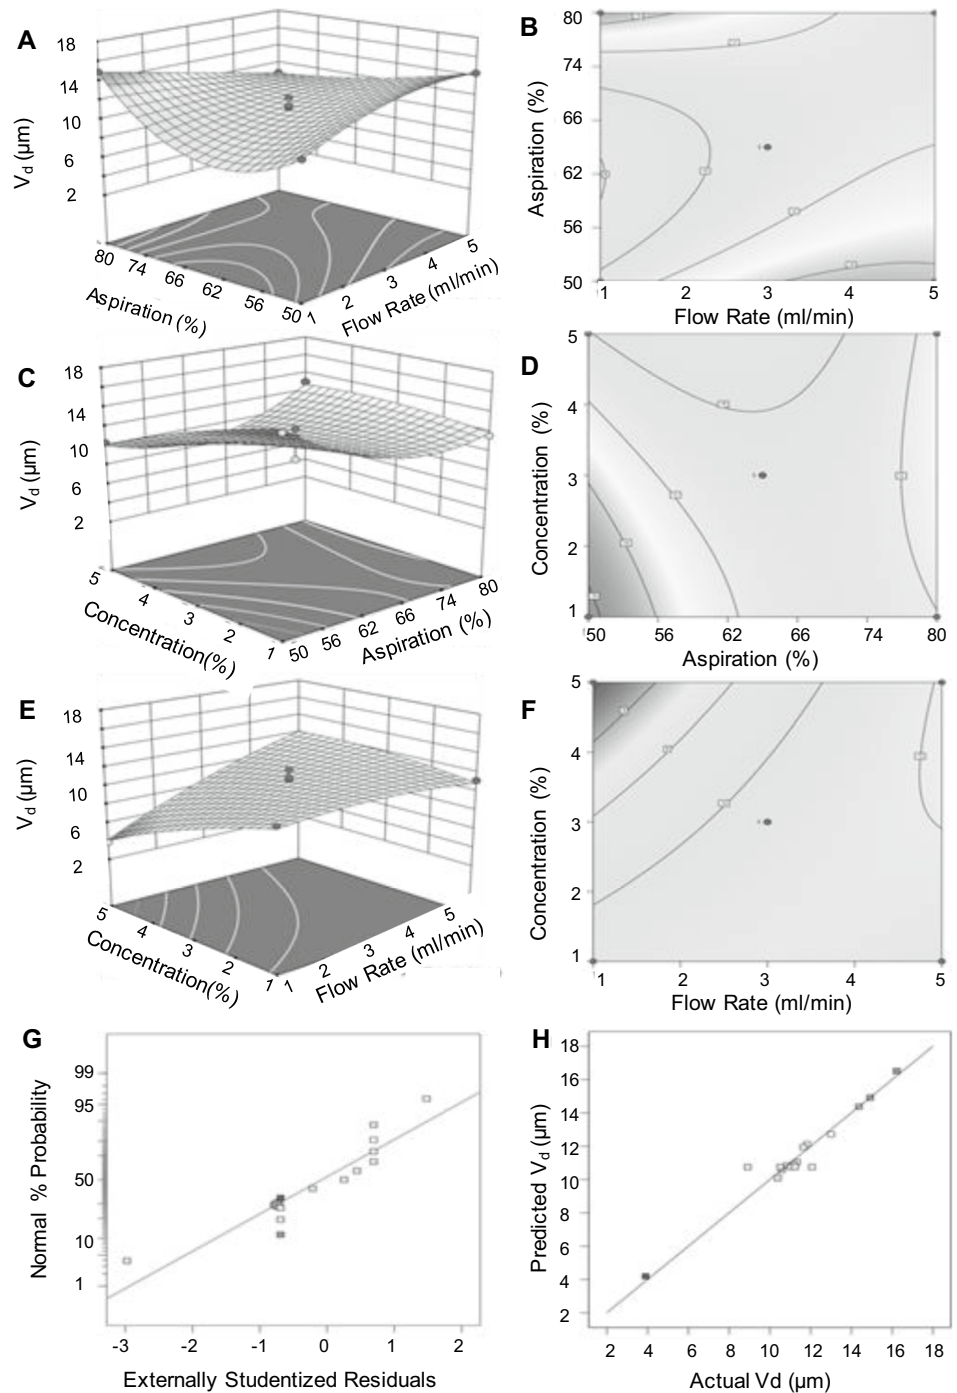 A
18
14
10
6
2
V_d (µm)
80 74 66 62 56 50
Aspiration (%)
1 2 3 4 5
Flow Rate (ml/min)
B
80
74
66
62
56
50
Aspiration (%)
1 2 3 4 5
Flow Rate (ml/min)
C
18
14
10
6
2
V_d (µm)
5 4 3 2 1
Concentration(%)
50 56 62 66 74 80
Aspiration (%)
D
5
4
3
2
1
Concentration (%)
50 56 62 66 74 80
Aspiration (%)
E
18
14
10
6
2
V_d (µm)
5 4 3 2 1
Concentration(%)
1 2 3 4 5
Flow Rate (ml/min)
F
5
4
3
2
1
Concentration (%)
1 2 3 4 5
Flow Rate (ml/min)
G
99
95
50
10
1
Normal % Probability
-3 -2 -1 0 1 2
Externally Studentized Residuals
H
18
16
14
12
10
8
6
4
2
Predicted V_d (µm)
2 4 6 8 10 12 14 16 18
Actual Vd (µm)